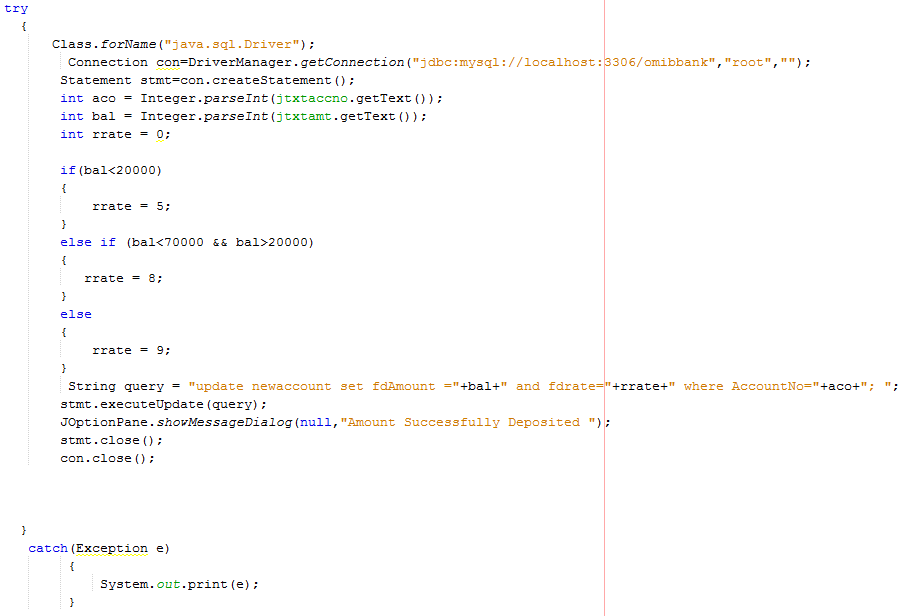 try
{
Class.forName("java.sql.Driver");
Connection con=DriverManager.getConnection("jdbc:mysql://localhost:3306/omibbank","root","");
Statement stmt=con.createStatement();
int aco = Integer.parseInt(jtxtaccno.getText());
int bal = Integer.parseInt(jtxtamt.getText());
int rrate = 0;
if(bal<20000)
{
rrate = 5;
}
else if (bal<70000 && bal>20000)
{
rrate = 8;
}
else
{
rrate = 9;
}
String query = "update newaccount set fdAmount ="+bal+" and fdrate="+rrate+" where AccountNo="+aco+"; ";
stmt.executeUpdate(query);
JOptionPane.showMessageDialog(null,"Amount Successfully Deposited ");
stmt.close();
con.close();
}
catch(Exception e)
{
System.out.print(e);
}